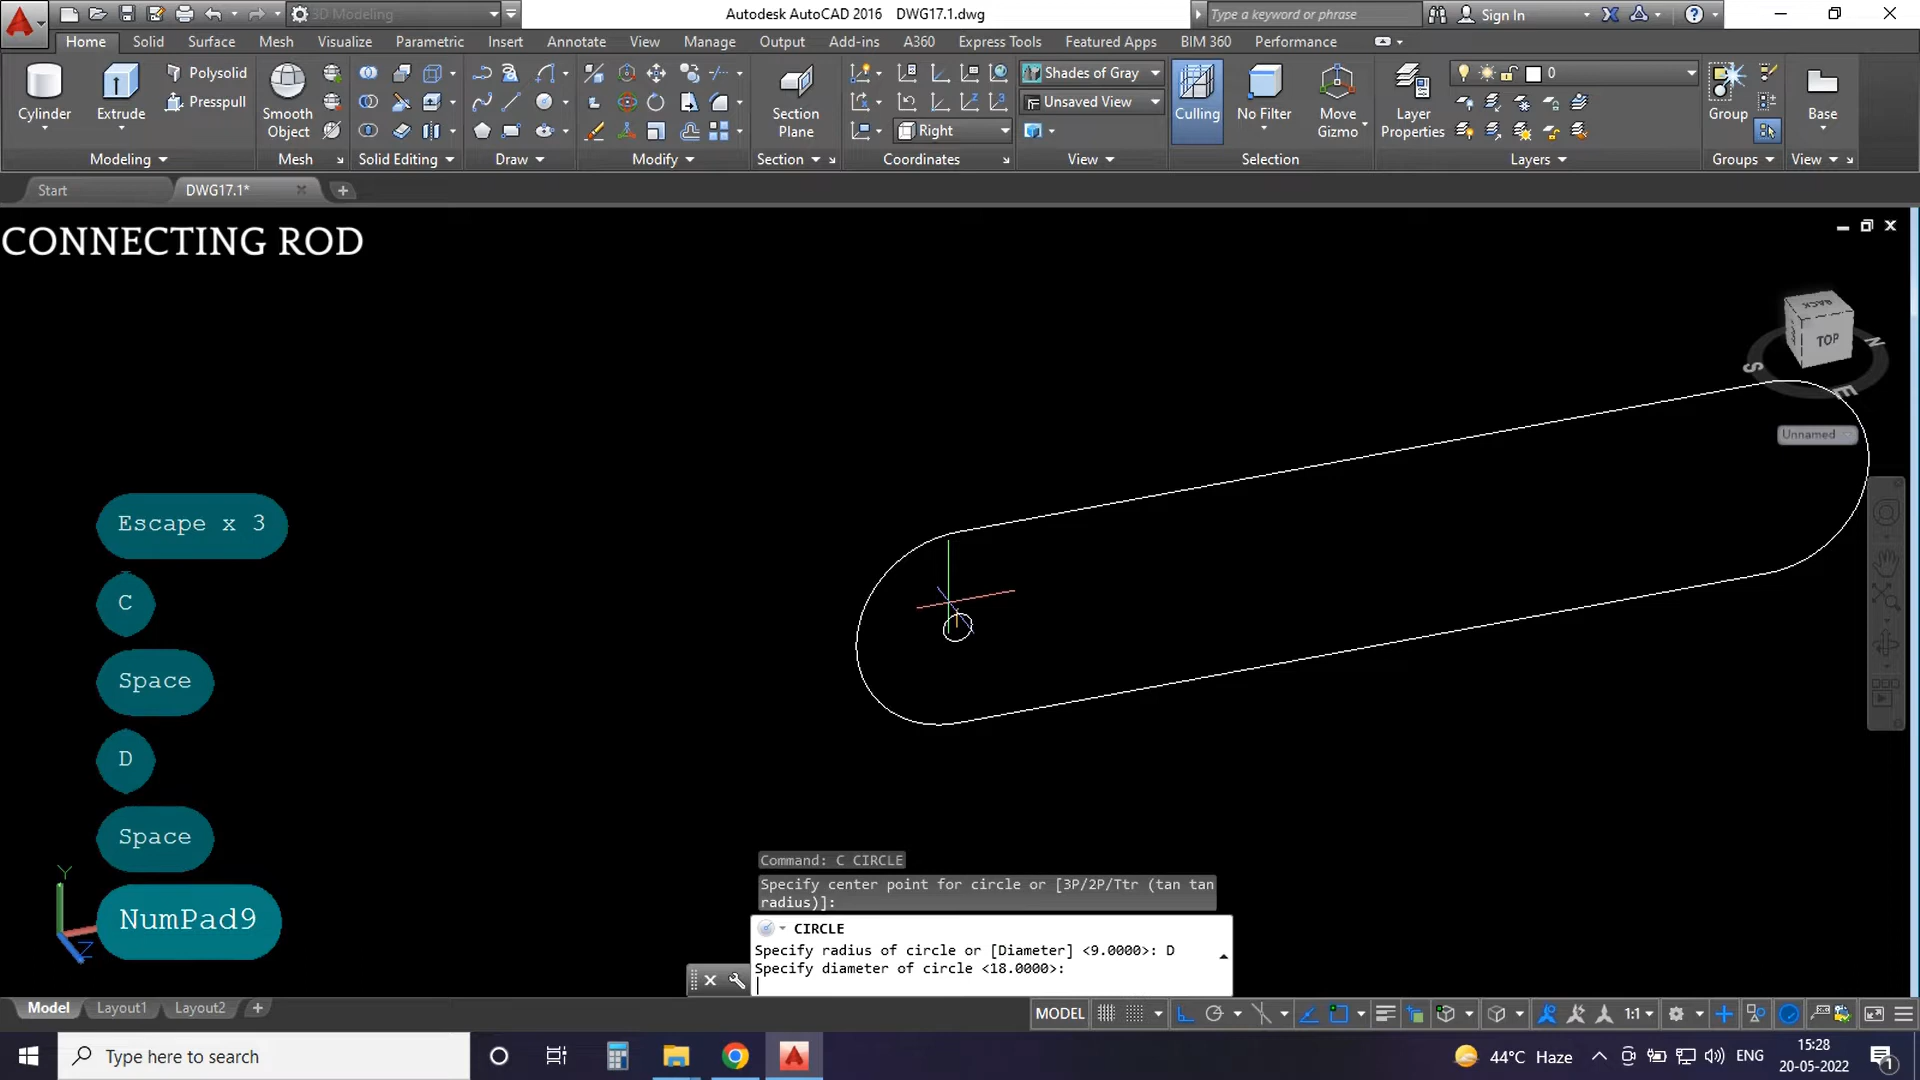 3D Modeling
Autodesk AutoCAD 2016 DWG17.1.dwg
Type a keyword or phrase
Sign In
Home
Solid
Surface
Mesh
Visualize
Parametric
Insert
Annotate
View
Manage
Output
Add-ins
A360
Express Tools
Featured Apps
BIM 360
Performance
Cylinder
Extrude
Polysolid
Presspull
Smooth
Object
Section
Plane
Right
Shades of Gray
Unsaved View
Culling
No Filter
Move
Gizmo
Layer
Properties
0
Group
Base
Modeling
Mesh
Solid Editing
Draw
Modify
Section
Coordinates
View
Selection
Layers
Groups
View
Start
DWG17.1*
CONNECTING ROD
BACK
TOP
S
N
E
Unnamed
Escape x 3
C
Space
D
Space
NumPad9
Y
Z
Command: C CIRCLE
Specify center point for circle or [3P/2P/Ttr (tan tan
radius)]:
CIRCLE
Specify radius of circle or [Diameter] <9.0000>: D
Specify diameter of circle <18.0000>:
Model
Layout1
Layout2
MODEL
1:1
Type here to search
44°C Haze
ENG
15:28
20-05-2022
1